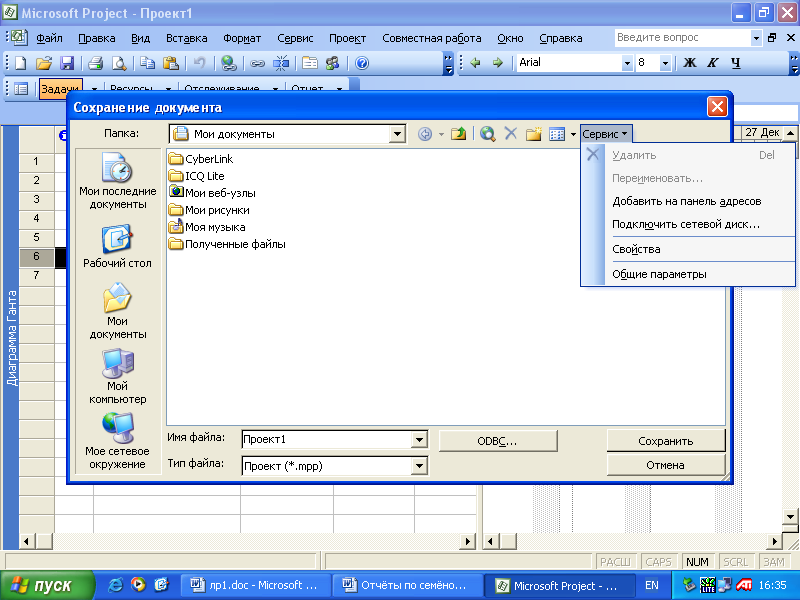 Microsoft Project - Проект1
Файл Правка Вид Вставка Формат Сервис Проект Совместная работа Окно Справка Введите вопрос
Arial 8 Ж К Ч
Задачи Ресурсы Отслеживание Отчет
Сохранение документа
Папка: Мои документы Сервис 27 Дек
CyberLink
ICQ Lite
Мои веб-узлы
Мои рисунки
Моя музыка
Полученные файлы
Мои последние документы
Рабочий стол
Мои документы
Мой компьютер
Мое сетевое окружение
Удалить Del
Переименовать...
Добавить на панель адресов
Подключить сетевой диск...
Свойства
Общие параметры
1
2
3
4
5
6
7
Диаграмма Ганта
Имя файла: Проект1 ODBC... Сохранить
Тип файла: Проект (*.mpp) Отмена
РАСШ CAPS NUM SCRL ЗАМ
пуск лр1.doc - Microsoft ... Отчёты по семёно... Microsoft Project - ... EN 16:35